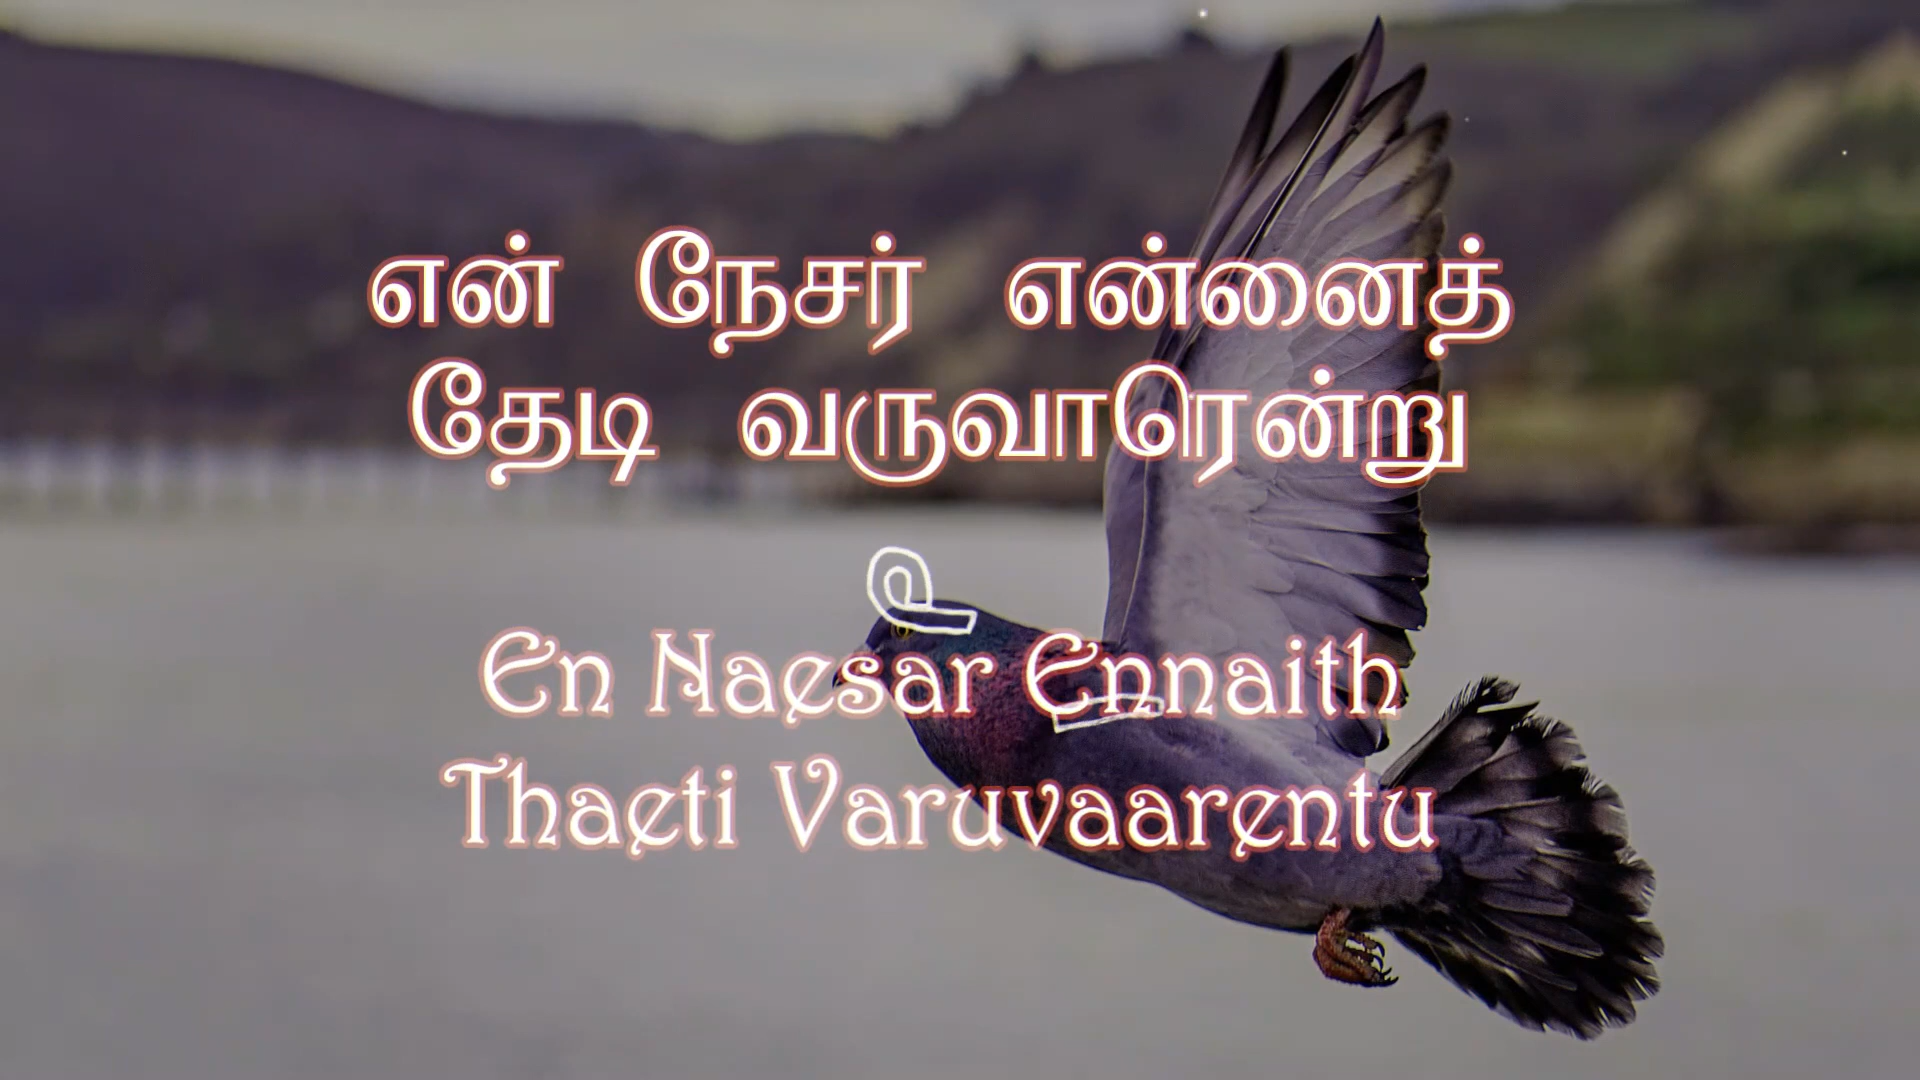 என் நேசர் என்னைத்
தேடி வருவாரென்று
En Naesar Ennaith
Thaeti Varuvaarentu